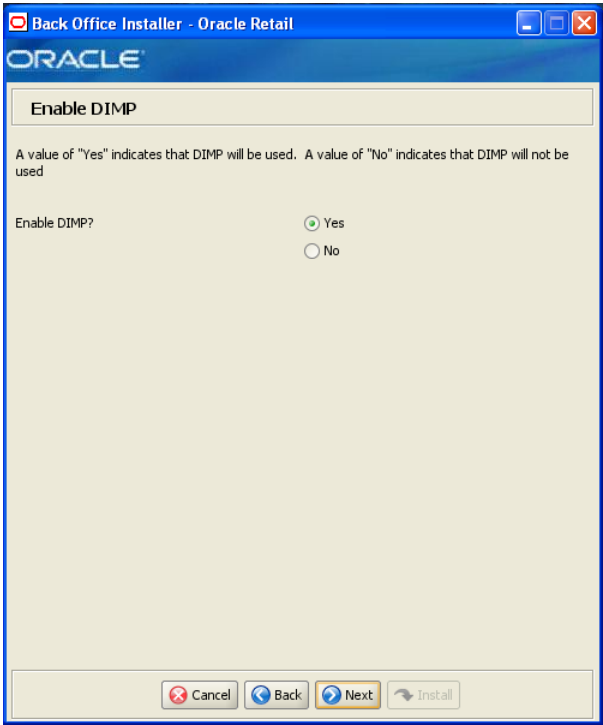 Back Office Installer - Oracle Retail
ORACLE
Enable DIMP
A value of "Yes" indicates that DIMP will be used. A value of "No" indicates that DIMP will not be
used
Enable DIMP?
Yes
No
Cancel Back Next Install